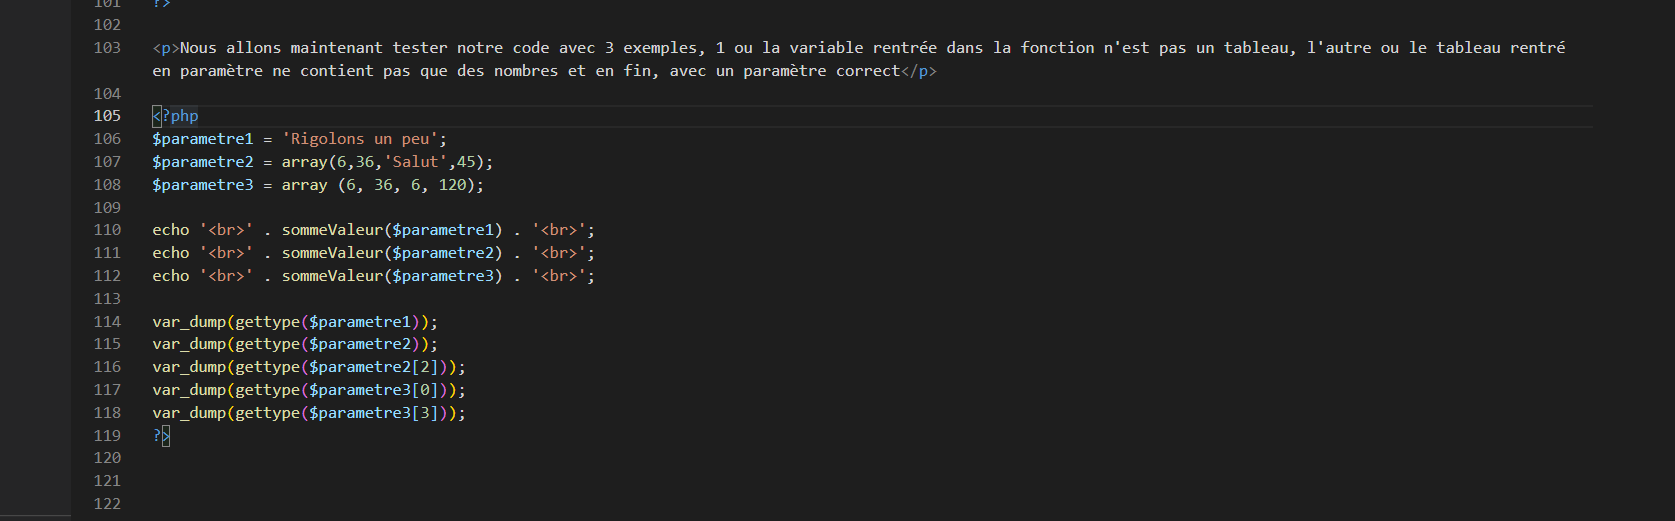 101 ?>
102
103 <p>Nous allons maintenant tester notre code avec 3 exemples, 1 ou la variable rentrée dans la fonction n'est pas un tableau, l'autre ou le tableau rentré
en paramètre ne contient pas que des nombres et en fin, avec un paramètre correct</p>
104
105 <?php
106 $parametre1 = 'Rigolons un peu';
107 $parametre2 = array(6,36,'Salut',45);
108 $parametre3 = array (6, 36, 6, 120);
109
110 echo '<br>' . sommeValeur($parametre1) . '<br>';
111 echo '<br>' . sommeValeur($parametre2) . '<br>';
112 echo '<br>' . sommeValeur($parametre3) . '<br>';
113
114 var_dump(gettype($parametre1));
115 var_dump(gettype($parametre2));
116 var_dump(gettype($parametre2[2]));
117 var_dump(gettype($parametre3[0]));
118 var_dump(gettype($parametre3[3]));
119 ?>
120
121
122